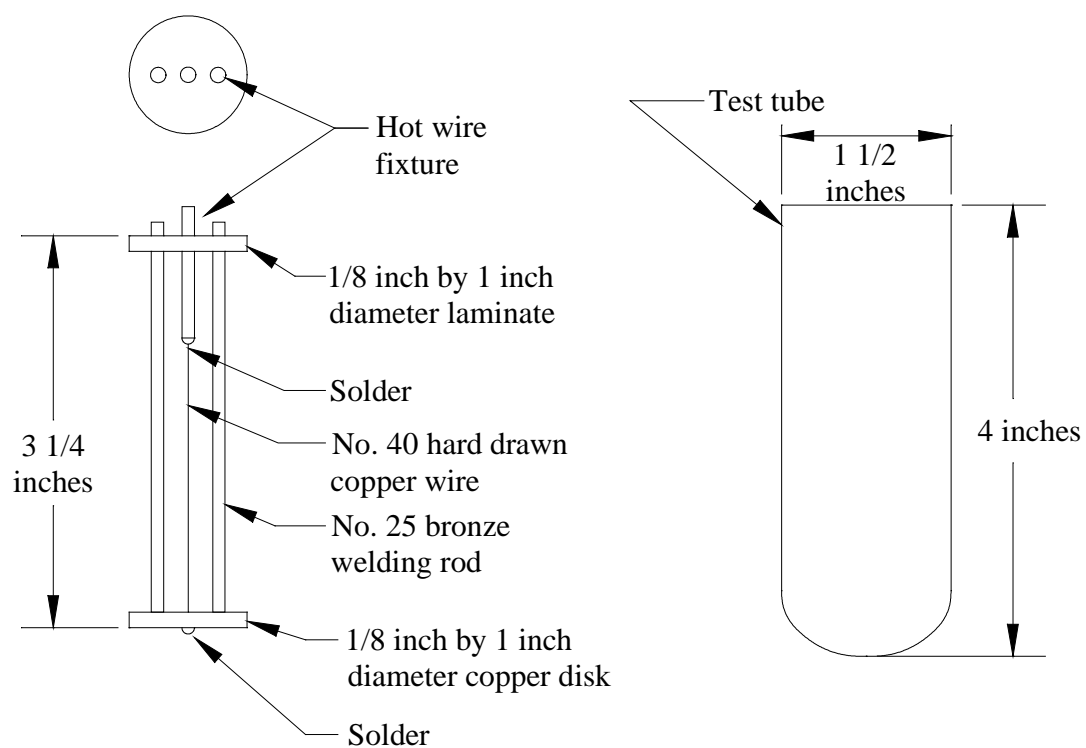 Hot wire
fixture
1/8 inch by 1 inch
diameter laminate
Solder
3 1/4
inches
No. 40 hard drawn
copper wire
No. 25 bronze
welding rod
1/8 inch by 1 inch
diameter copper disk
Solder
Test tube
1 1/2
inches
4 inches